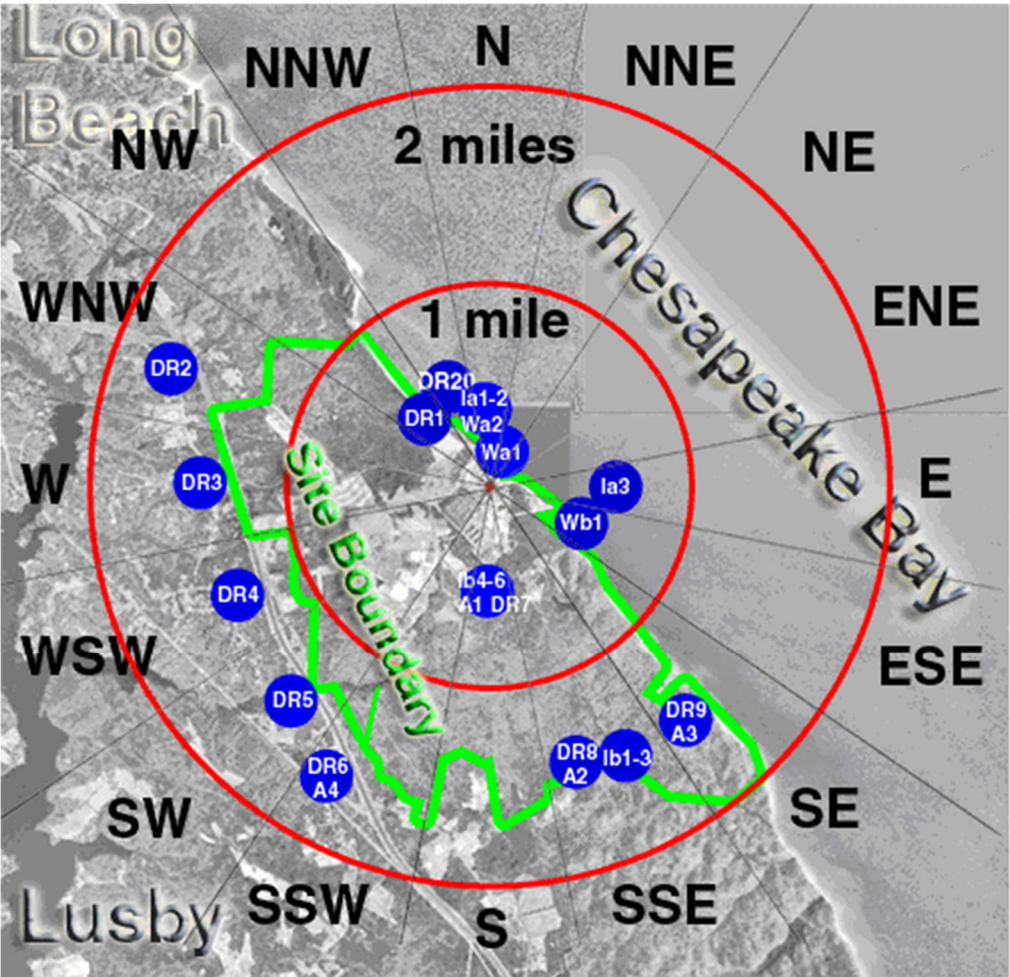 Long
Beach
NNW
N
NNE
NW
2 miles
NE
Chesapeake Bay
WNW
1 mile
ENE
DR2
DR20
Ia1-2
DR1
Wa2
Wa1
W
DR3
Site Boundary
Ia3
E
Wb1
DR4
Ib4-6
A1 DR7
WSW
ESE
DR5
DR9
A3
DR6
A4
DR8
A2
Ib1-3
SW
SE
Lusby
SSW
S
SSE